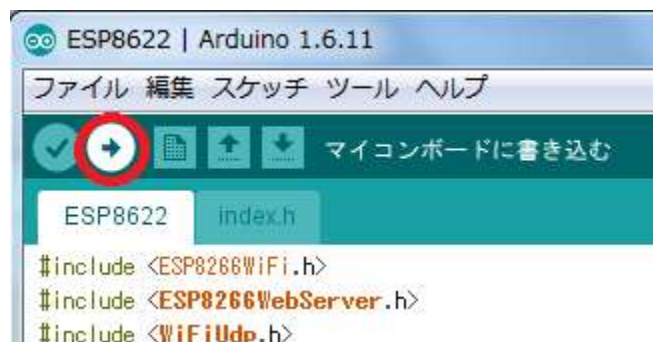 ESP8622 | Arduino 1.6.11
ファイル 編集 スケッチ ツール ヘルプ
マイコンボードに書き込む
ESP8622 index.h
#include <ESP8266WiFi.h>
#include <ESP8266WebServer.h>
#include <WiFiUdp.h>